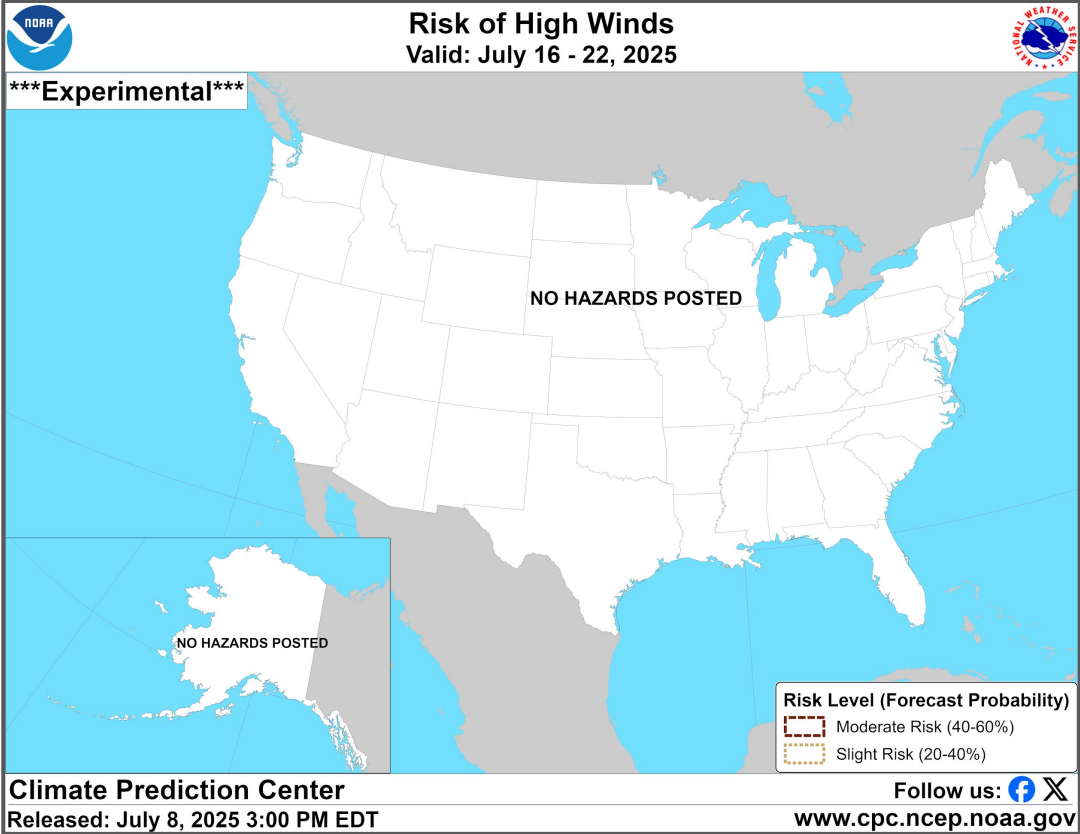 NOAA
Risk of High Winds
Valid: July 16 - 22, 2025
NATIONAL WEATHER SERVICE
***Experimental***
NO HAZARDS POSTED
NO HAZARDS POSTED
Risk Level (Forecast Probability)
Moderate Risk (40-60%)
Slight Risk (20-40%)
Climate Prediction Center
Follow us:
Released: July 8, 2025 3:00 PM EDT
www.cpc.ncep.noaa.gov